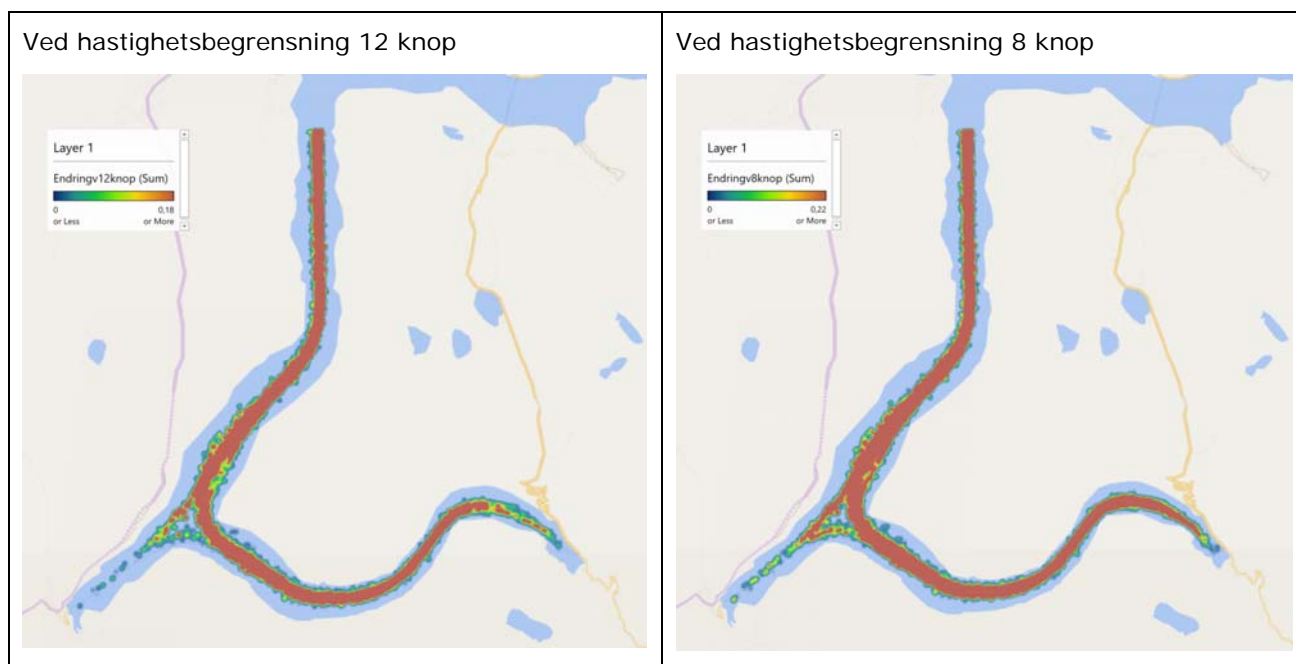 Ved hastighetsbegrensning 12 knop
Layer 1
Endringv12knop (Sum)
0 0,18
or Less or More
Ved hastighetsbegrensning 8 knop
Layer 1
Endringv8knop (Sum)
0 0,22
or Less or More